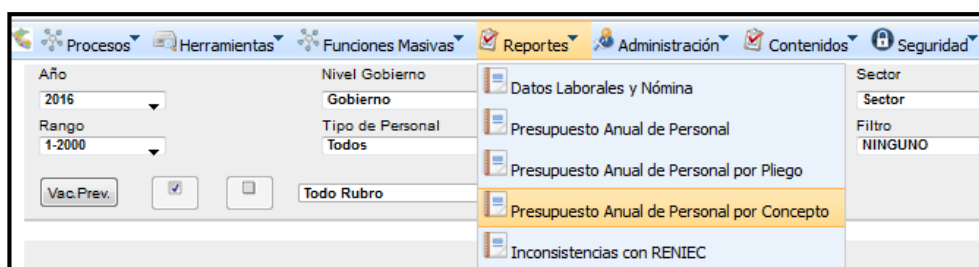 Procesos Herramientas Funciones Masivas Reportes Administración Contenidos Seguridad
Año Nivel Gobierno Sector
2016 Gobierno Sector
Rango Tipo de Personal Filtro
1-2000 Todos NINGUNO
Vac.Prev. Todo Rubro
Datos Laborales y Nómina
Presupuesto Anual de Personal
Presupuesto Anual de Personal por Pliego
Presupuesto Anual de Personal por Concepto
Inconsistencias con RENIEC